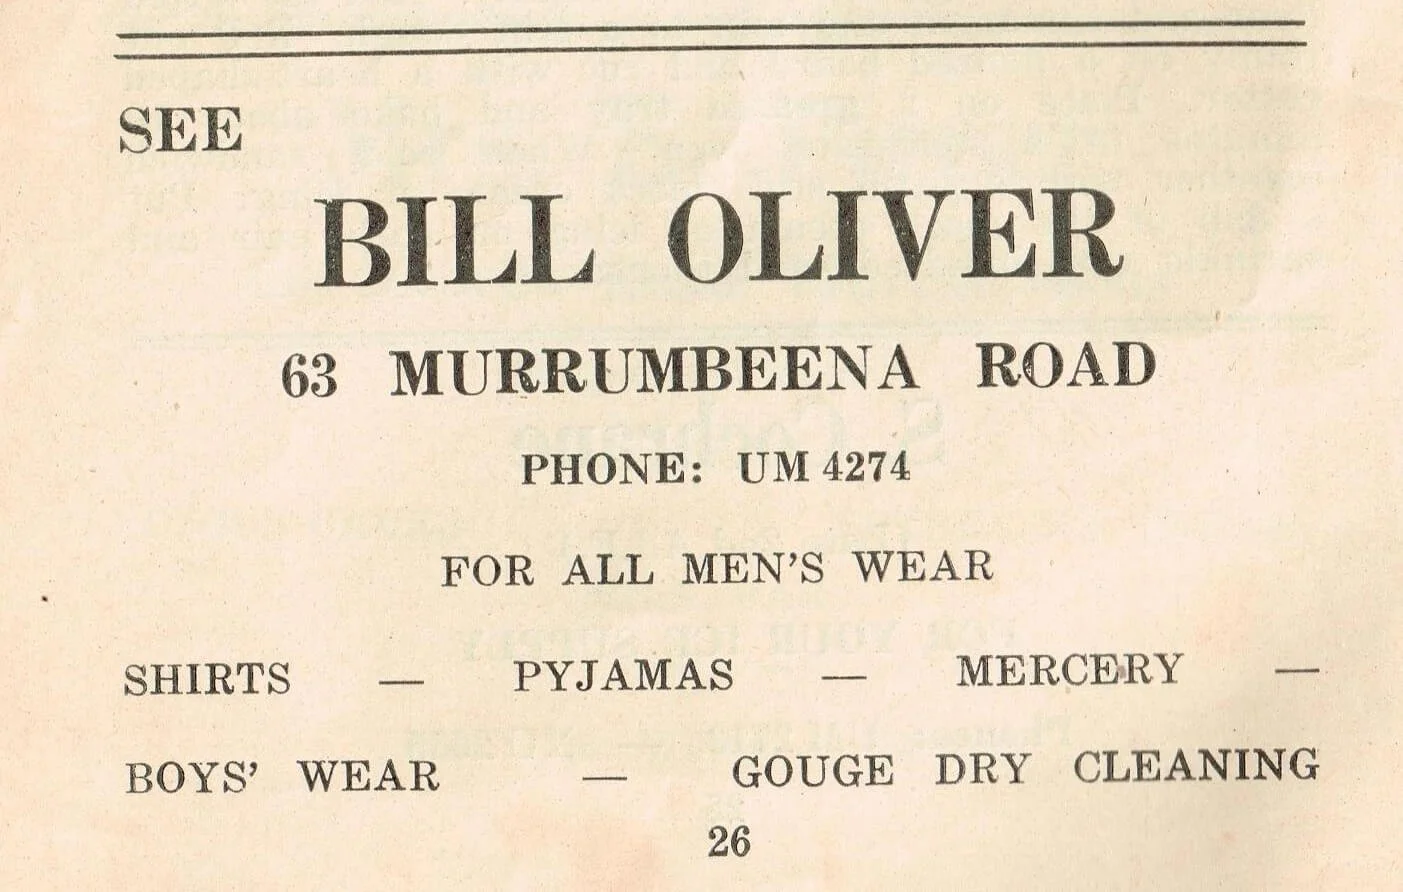 SEE
BILL OLIVER
63 MURRUMBEENA ROAD
PHONE: UM 4274
FOR ALL MEN'S WEAR
SHIRTS — PYJAMAS — MERCERY —
BOYS' WEAR — GOUGE DRY CLEANING
26